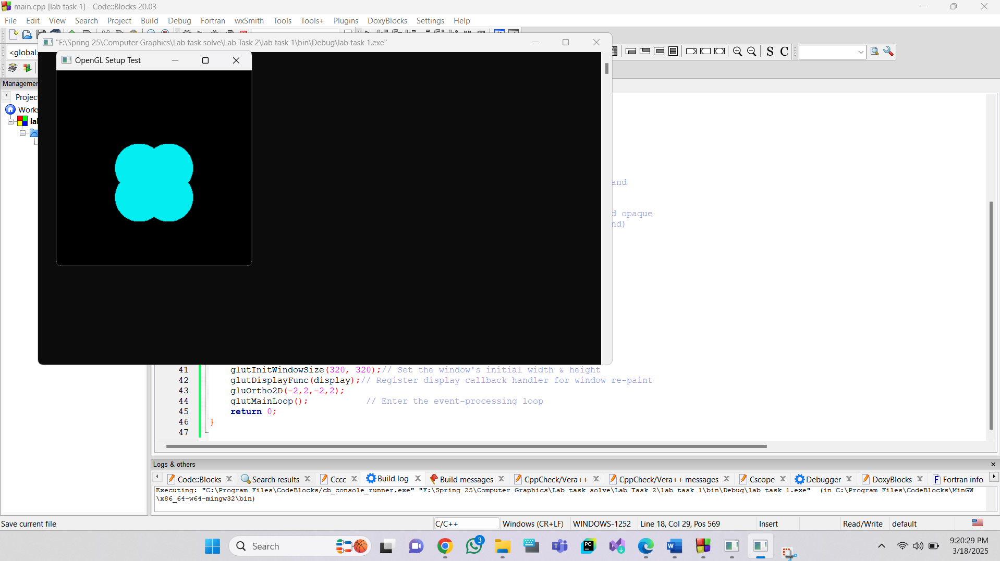 main.cpp [lab task 1] - Code::Blocks 20.03
File Edit View Search Project Build Debug Fortran wxSmith Tools Tools+ Plugins DoxyBlocks Settings Help
"F:\Spring 25\Computer Graphics\Lab task solve\Lab Task 2\lab task 1\bin\Debug\lab task 1.exe"
<global
S C
OpenGL Setup Test
Managemen
Project
Works
lab
and
d opaque
nd)
41 glutInitWindowSize(320, 320);// Set the window's initial width & height
42 glutDisplayFunc(display);// Register display callback handler for window re-paint
43 gluOrtho2D(-2,2,-2,2);
44 glutMainLoop(); // Enter the event-processing loop
45 return 0;
46 }
47
Logs & others
Code::Blocks Search results Cccc Build log Build messages CppCheck/Vera++ CppCheck/Vera++ messages Cscope Debugger DoxyBlocks Fortran info
Executing: "C:\Program Files\CodeBlocks/cb_console_runner.exe" "F:\Spring 25\Computer Graphics\Lab task solve\Lab Task 2\lab task 1\bin\Debug\lab task 1.exe" (in C:\Program Files\CodeBlocks\MinGW
\x86_64-w64-mingw32\bin)
Save current file C/C++ Windows (CR+LF) WINDOWS-1252 Line 18, Col 29, Pos 569 Insert Read/Write default
Search
3
PC
W
9:20:29 PM
3/18/2025